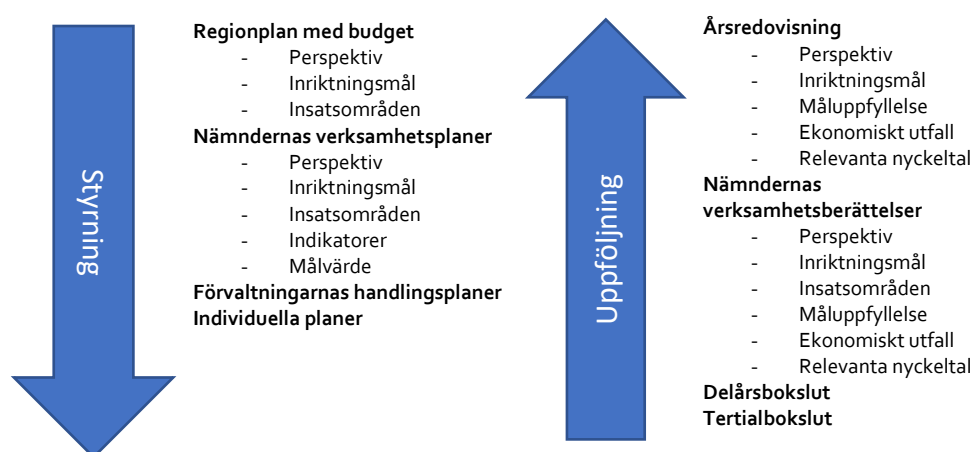 Styrning
Regionplan med budget
- Perspektiv
- Inriktningsmål
- Insatsområden
Nämndernas verksamhetsplaner
- Perspektiv
- Inriktningsmål
- Insatsområden
- Indikatorer
- Målvärde
Förvaltningarnas handlingsplaner
Individuella planer
Uppföljning
Årsredovisning
- Perspektiv
- Inriktningsmål
- Måluppfyllelse
- Ekonomiskt utfall
- Relevanta nyckeltal
Nämndernas
verksamhetsberättelser
- Perspektiv
- Inriktningsmål
- Insatsområden
- Måluppfyllelse
- Ekonomiskt utfall
- Relevanta nyckeltal
Delårsbokslut
Tertialbokslut